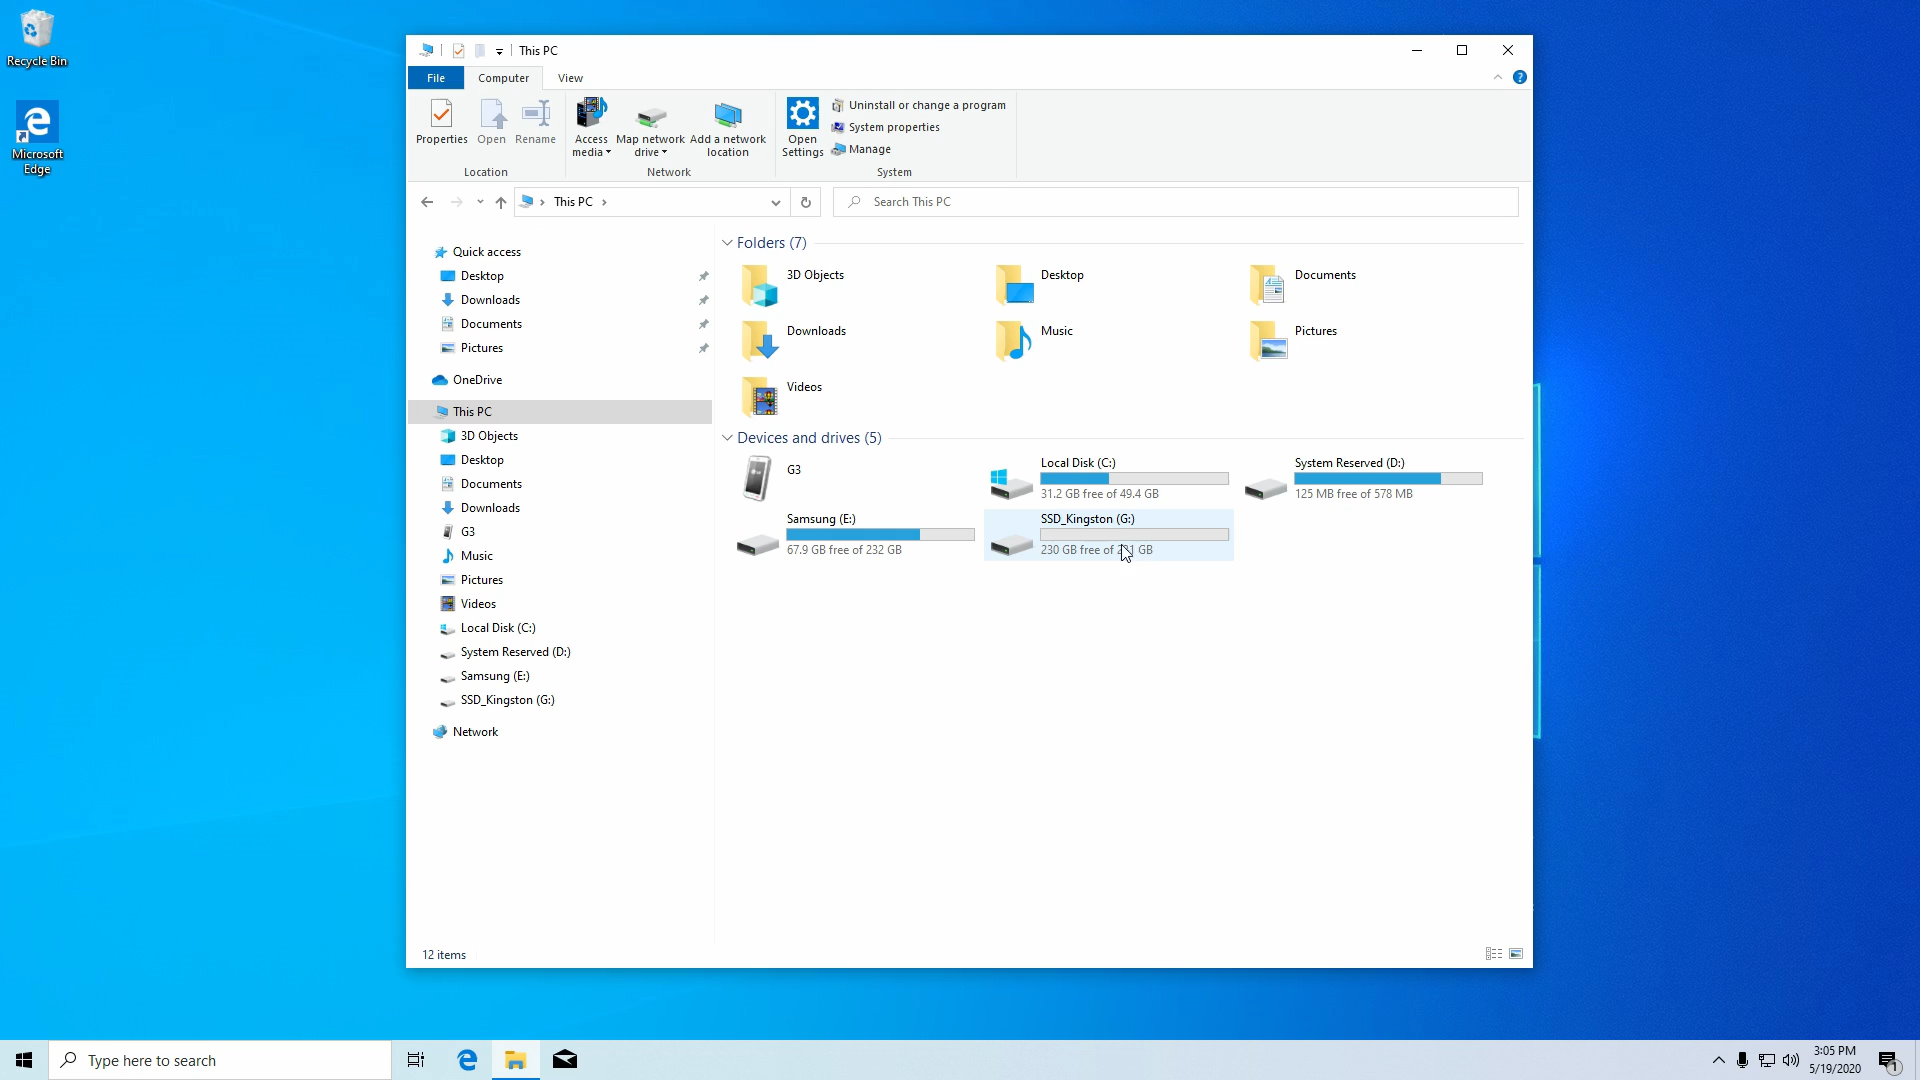 Recycle Bin
Microsoft
Edge
This PC
File
Computer
View
Properties
Open
Rename
Access
media
Map network
drive
Add a network
location
Open
Settings
Uninstall or change a program
System properties
Manage
Location
Network
System
This PC
Search This PC
Quick access
Desktop
Downloads
Documents
Pictures
OneDrive
This PC
3D Objects
Desktop
Documents
Downloads
G3
Music
Pictures
Videos
Local Disk (C:)
System Reserved (D:)
Samsung (E:)
SSD_Kingston (G:)
Network
Folders (7)
3D Objects
Desktop
Documents
Downloads
Music
Pictures
Videos
Devices and drives (5)
G3
Local Disk (C:)
31.2 GB free of 49.4 GB
System Reserved (D:)
125 MB free of 578 MB
Samsung (E:)
67.9 GB free of 232 GB
SSD_Kingston (G:)
230 GB free of GB
12 items
Type here to search
3:05 PM
5/19/2020
1